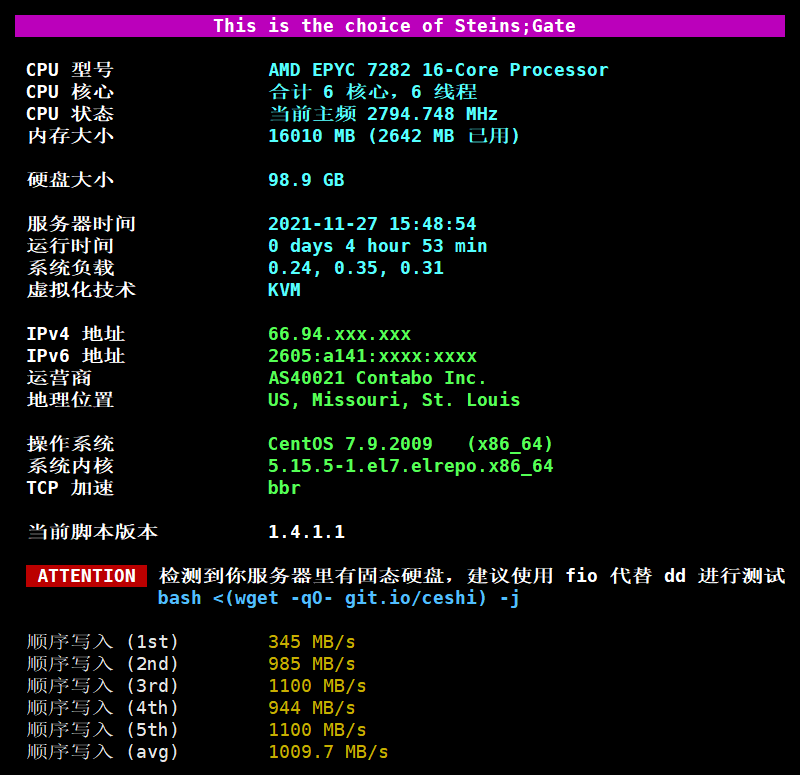 This is the choice of Steins;Gate
CPU 型号 AMD EPYC 7282 16-Core Processor
CPU 核心 合计 6 核心, 6 线程
CPU 状态 当前主频 2794.748 MHz
内存大小 16010 MB (2642 MB 已用)
硬盘大小 98.9 GB
服务器时间 2021-11-27 15:48:54
运行时间 0 days 4 hour 53 min
系统负载 0.24, 0.35, 0.31
虚拟化技术 KVM
IPv4 地址 66.94.xxx.xxx
IPv6 地址 2605:a141:xxxx:xxxx
运营商 AS40021 Contabo Inc.
地理位置 US, Missouri, St. Louis
操作系统 CentOS 7.9.2009 (x86_64)
系统内核 5.15.5-1.el7.elrepo.x86_64
TCP 加速 bbr
当前脚本版本 1.4.1.1
ATTENTION 检测到你服务器里有固态硬盘，建议使用 fio 代替 dd 进行测试
bash <(wget -qO- git.io/ceshi) -j
顺序写入 (1st) 345 MB/s
顺序写入 (2nd) 985 MB/s
顺序写入 (3rd) 1100 MB/s
顺序写入 (4th) 944 MB/s
顺序写入 (5th) 1100 MB/s
顺序写入 (avg) 1009.7 MB/s